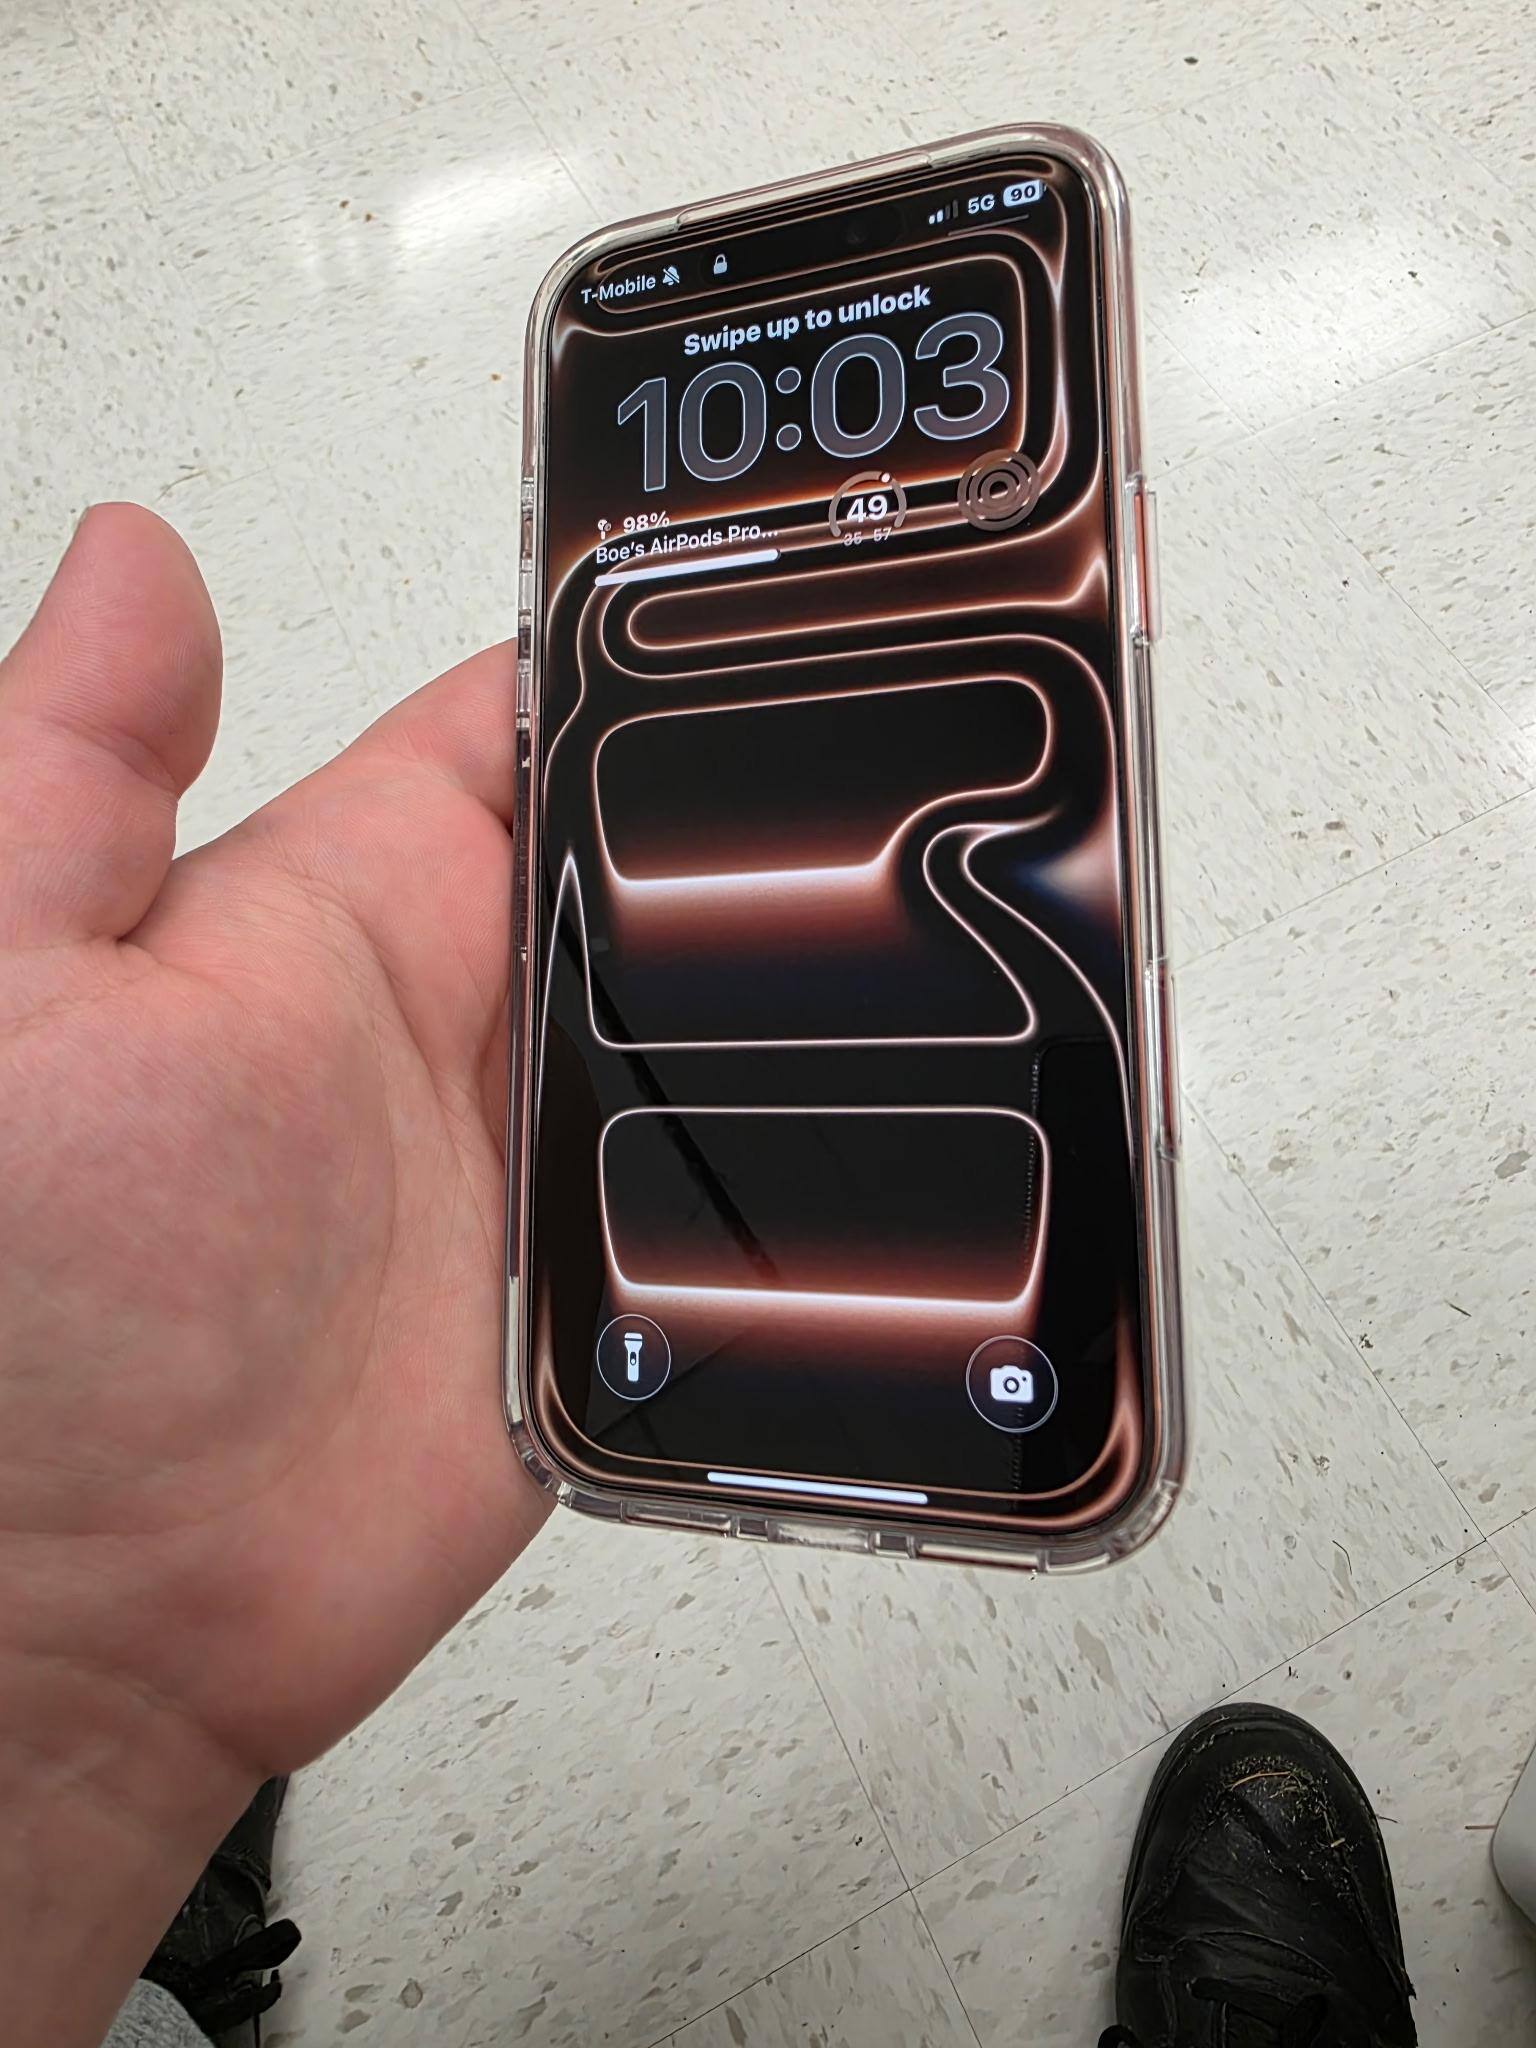 T-Mobile
5G 90
Swipe up to unlock
10:03
98%
Boe's AirPods Pro...
49
35 57